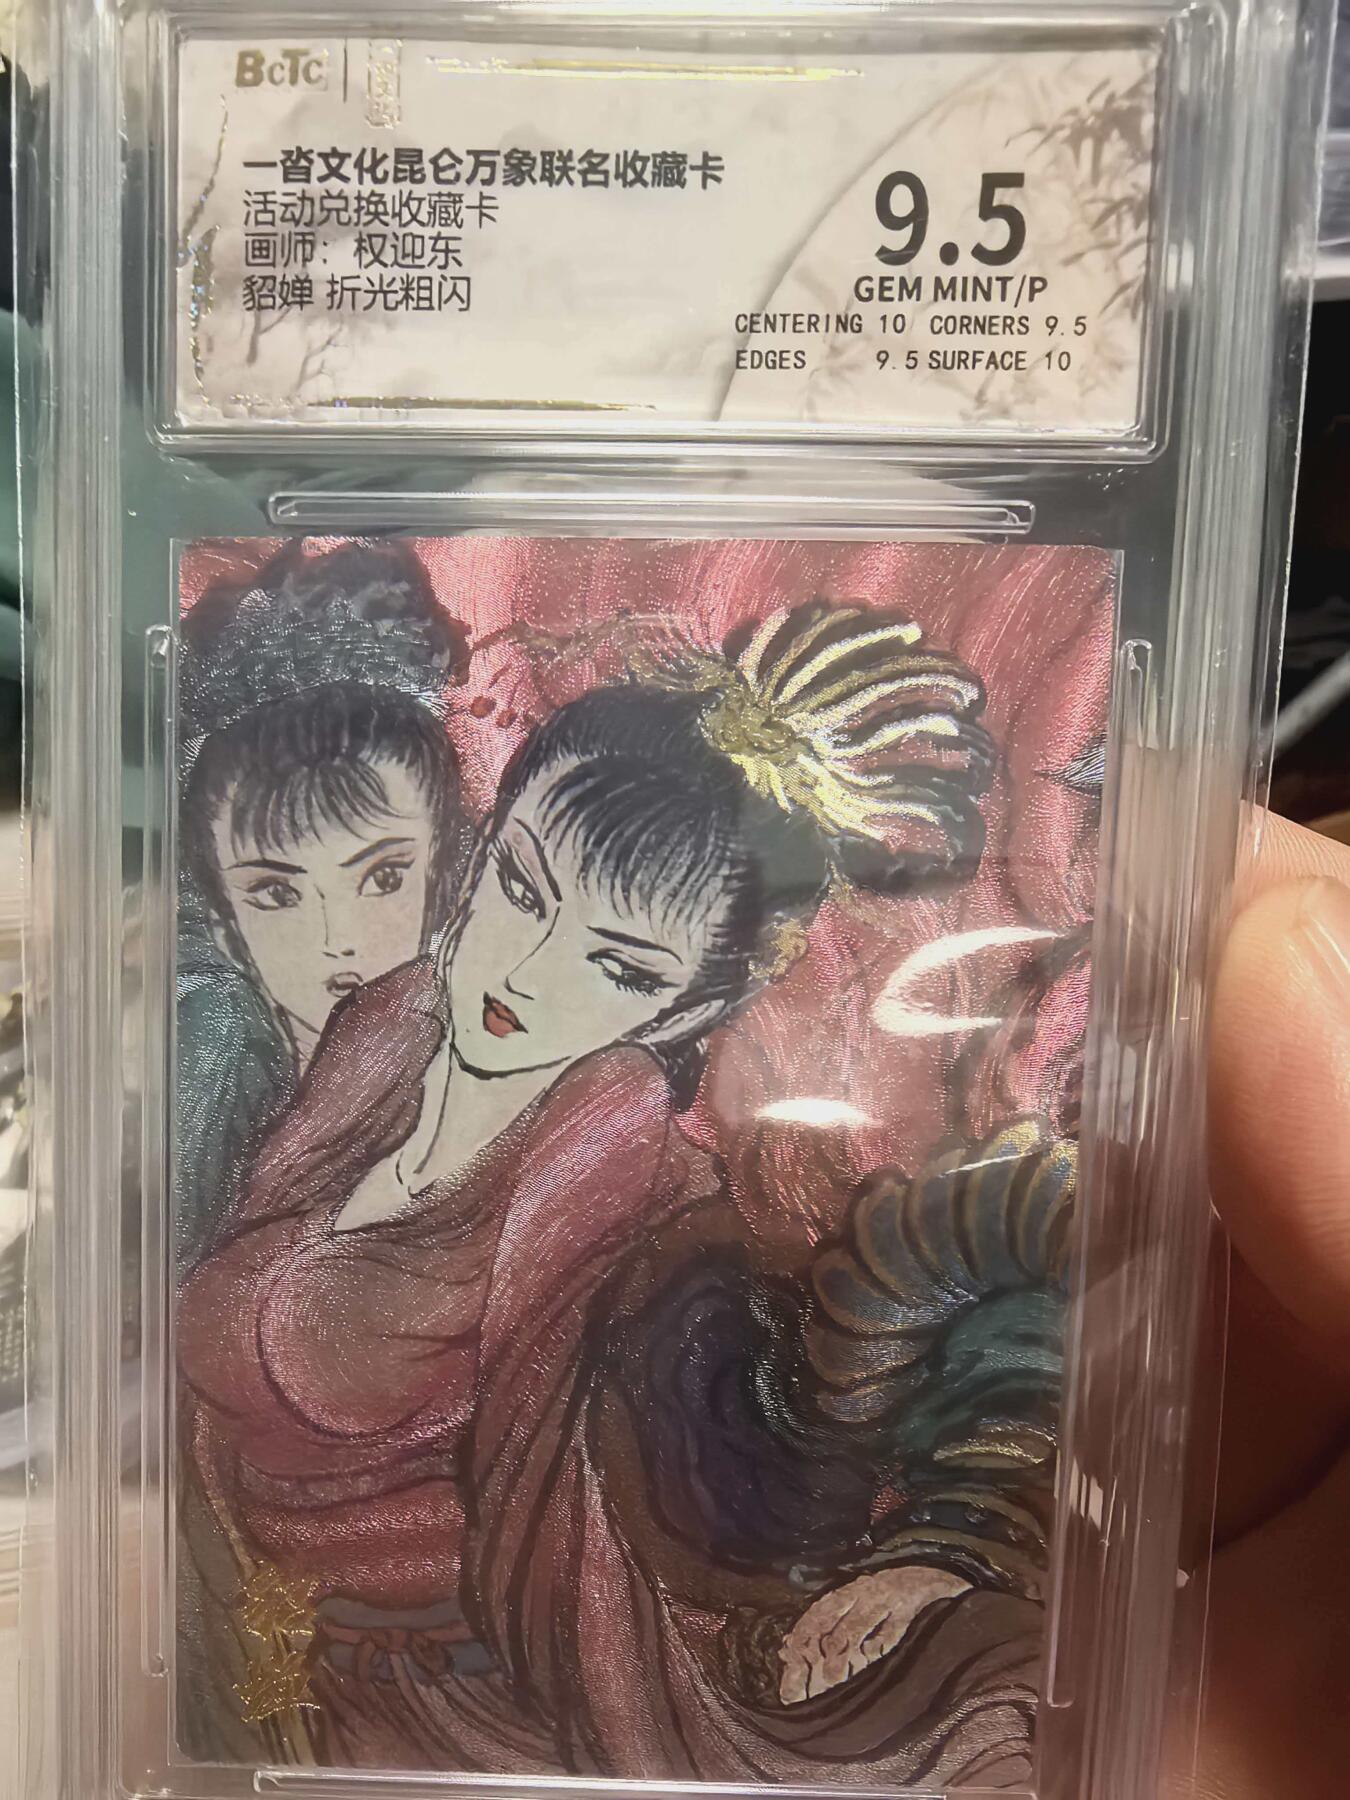 BCTC
一沓文化昆仑万象联名收藏卡
活动兑换收藏卡
画师：权迎东
貂蝉 折光粗闪
9.5
GEM MINT/P
CENTERING 10 CORNERS 9.5
EDGES 9.5 SURFACE 10